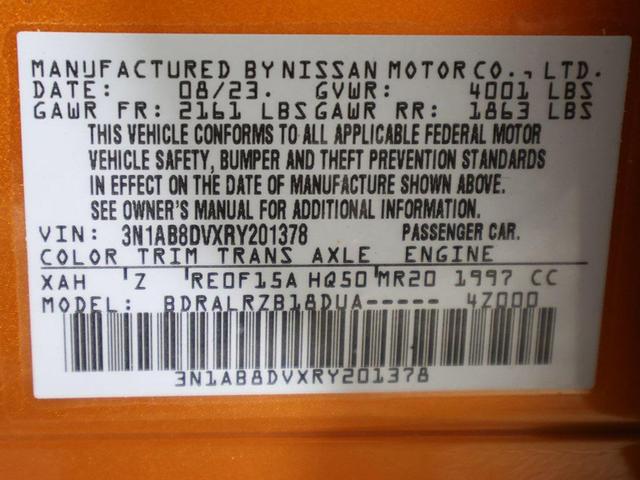 MANUFACTURED BY NISSAN MOTOR CO., LTD.
DATE: 08/23. GVWR: 4001 LBS
GAWR FR: 2161 LBS GAWR RR: 1863 LBS
THIS VEHICLE CONFORMS TO ALL APPLICABLE FEDERAL MOTOR
VEHICLE SAFETY, BUMPER AND THEFT PREVENTION STANDARDS
IN EFFECT ON THE DATE OF MANUFACTURE SHOWN ABOVE.
SEE OWNER'S MANUAL FOR ADDITIONAL INFORMATION.
VIN: 3N1AB8DVXRY201378 PASSENGER CAR.
COLOR TRIM TRANS AXLE ENGINE
XAH Z RE0F15A HQ50 MR20 1997 CC
MODEL: BDRALRZB18DUA----- 4Z000
3N1AB8DVXRY201378